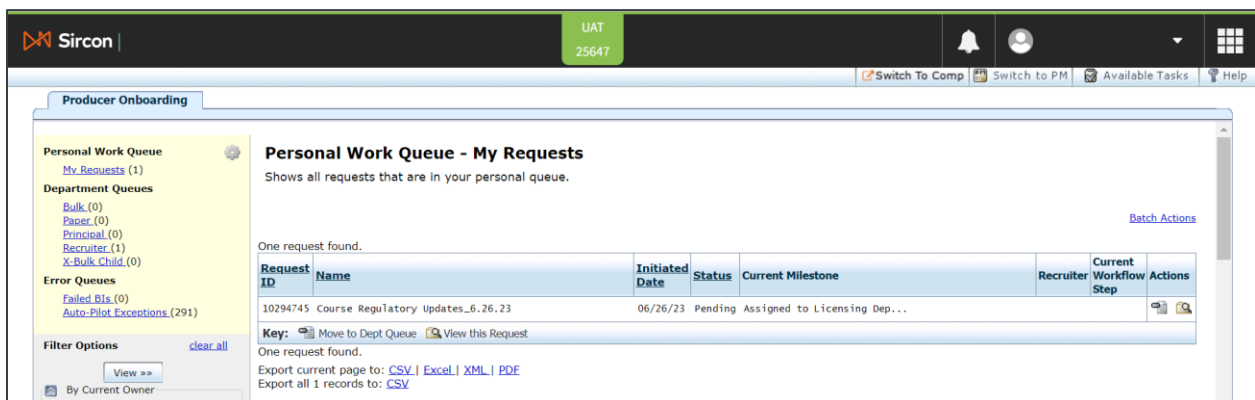 Sircon |
UAT
25647
Switch To Comp | Switch to PM | Available Tasks | Help
Producer Onboarding
Personal Work Queue
My Requests (1)
Department Queues
Bulk (0)
Paper (0)
Principal (0)
Recruiter (1)
X-Bulk Child (0)
Error Queues
Failed BIs (0)
Auto-Pilot Exceptions (291)
Filter Options clear all
View »»
By Current Owner
Personal Work Queue - My Requests
Shows all requests that are in your personal queue.
Batch Actions
One request found.
Request ID Name Initiated Date Status Current Milestone Recruiter Current Workflow Step Actions
10294745 Course Regulatory Updates_6.26.23 06/26/23 Pending Assigned to Licensing Dep...
Key: Move to Dept Queue View this Request
One request found.
Export current page to: CSV | Excel | XML | PDF
Export all 1 records to: CSV